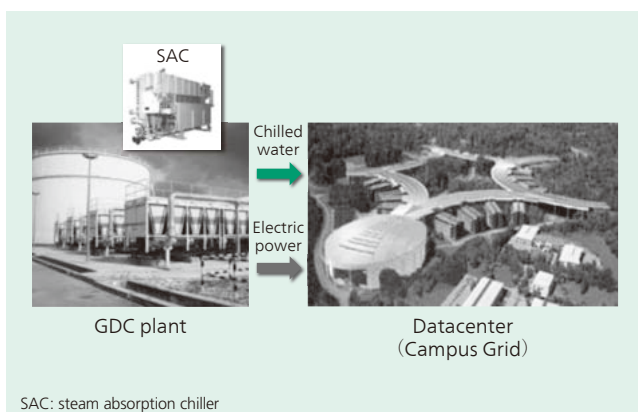 SAC
Chilled
water
Electric
power
GDC plant
Datacenter
（Campus Grid）
SAC: steam absorption chiller